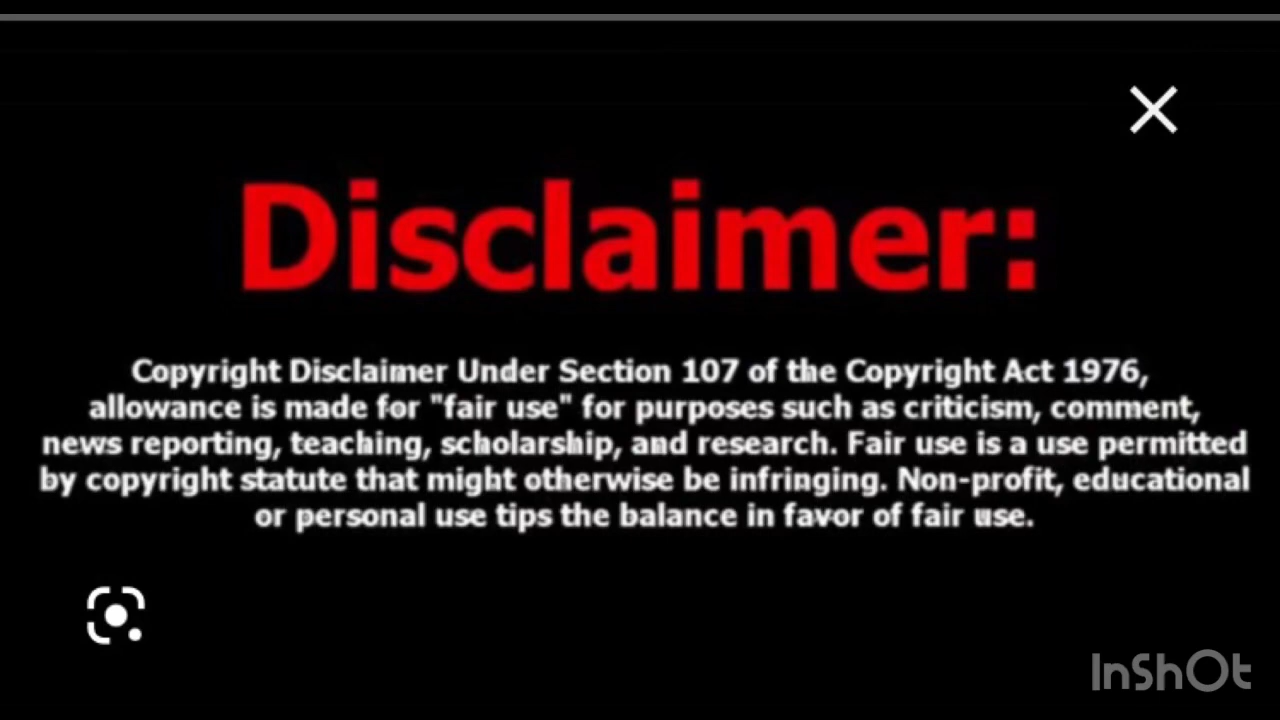 Disclaimer:
Copyright Disclaimer Under Section 107 of the Copyright Act 1976,
allowance is made for "fair use" for purposes such as criticism, comment,
news reporting, teaching, scholarship, and research. Fair use is a use permitted
by copyright statute that might otherwise be infringing. Non-profit, educational
or personal use tips the balance in favor of fair use.
InShOt